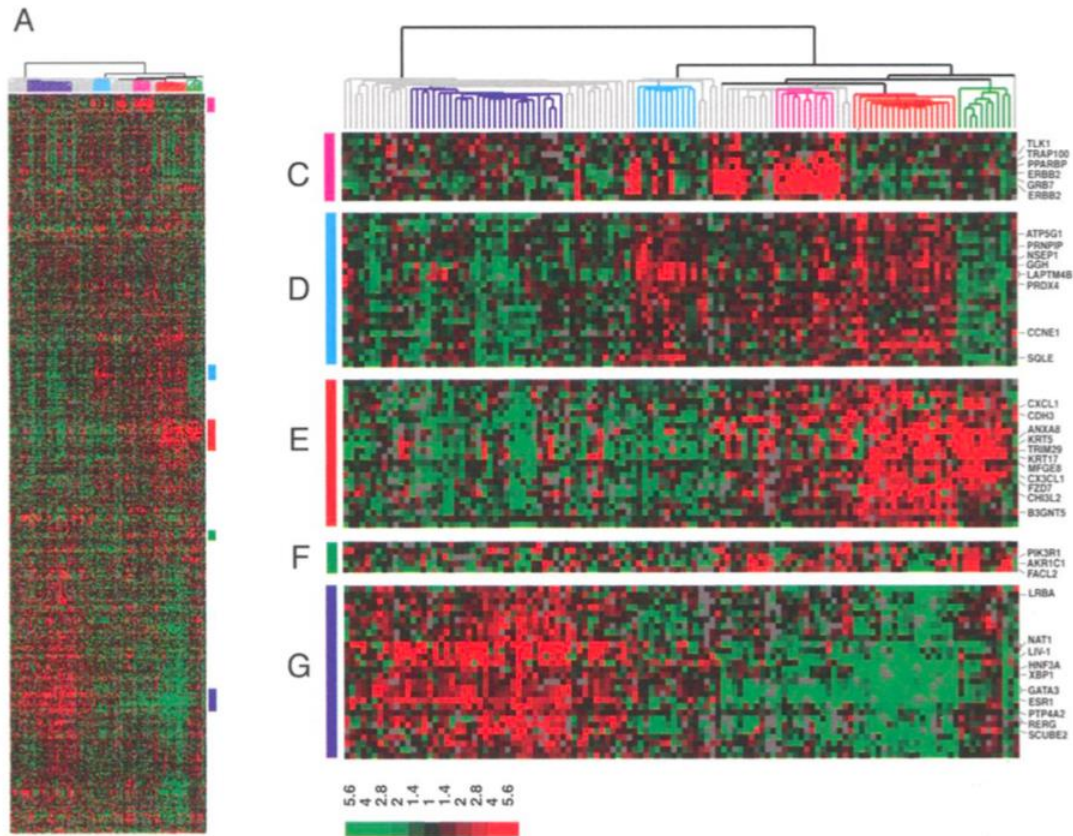 A
C
TLK1
TRAP100
PPARBP
ERBB2
GRB7
ERBB2
D
ATP5G1
PRNPIP
NSEP1
GGH
LAPTM4B
PRDX4
CCNE1
SQLE
E
CXCL1
CDH3
ANXA8
KRT5
TRIM29
KRT17
MFGE8
CX3CL1
FZD7
CHI3L2
B3GNT5
F
PIK3R1
AKR1C1
FACL2
G
LRBA
NAT1
LIV-1
HNF3A
XBP1
GATA3
ESR1
PTP4A2
RERG
SCUBE2
5.6 4 2.8 2 1.4 1 1.4 2 2.8 4 5.6